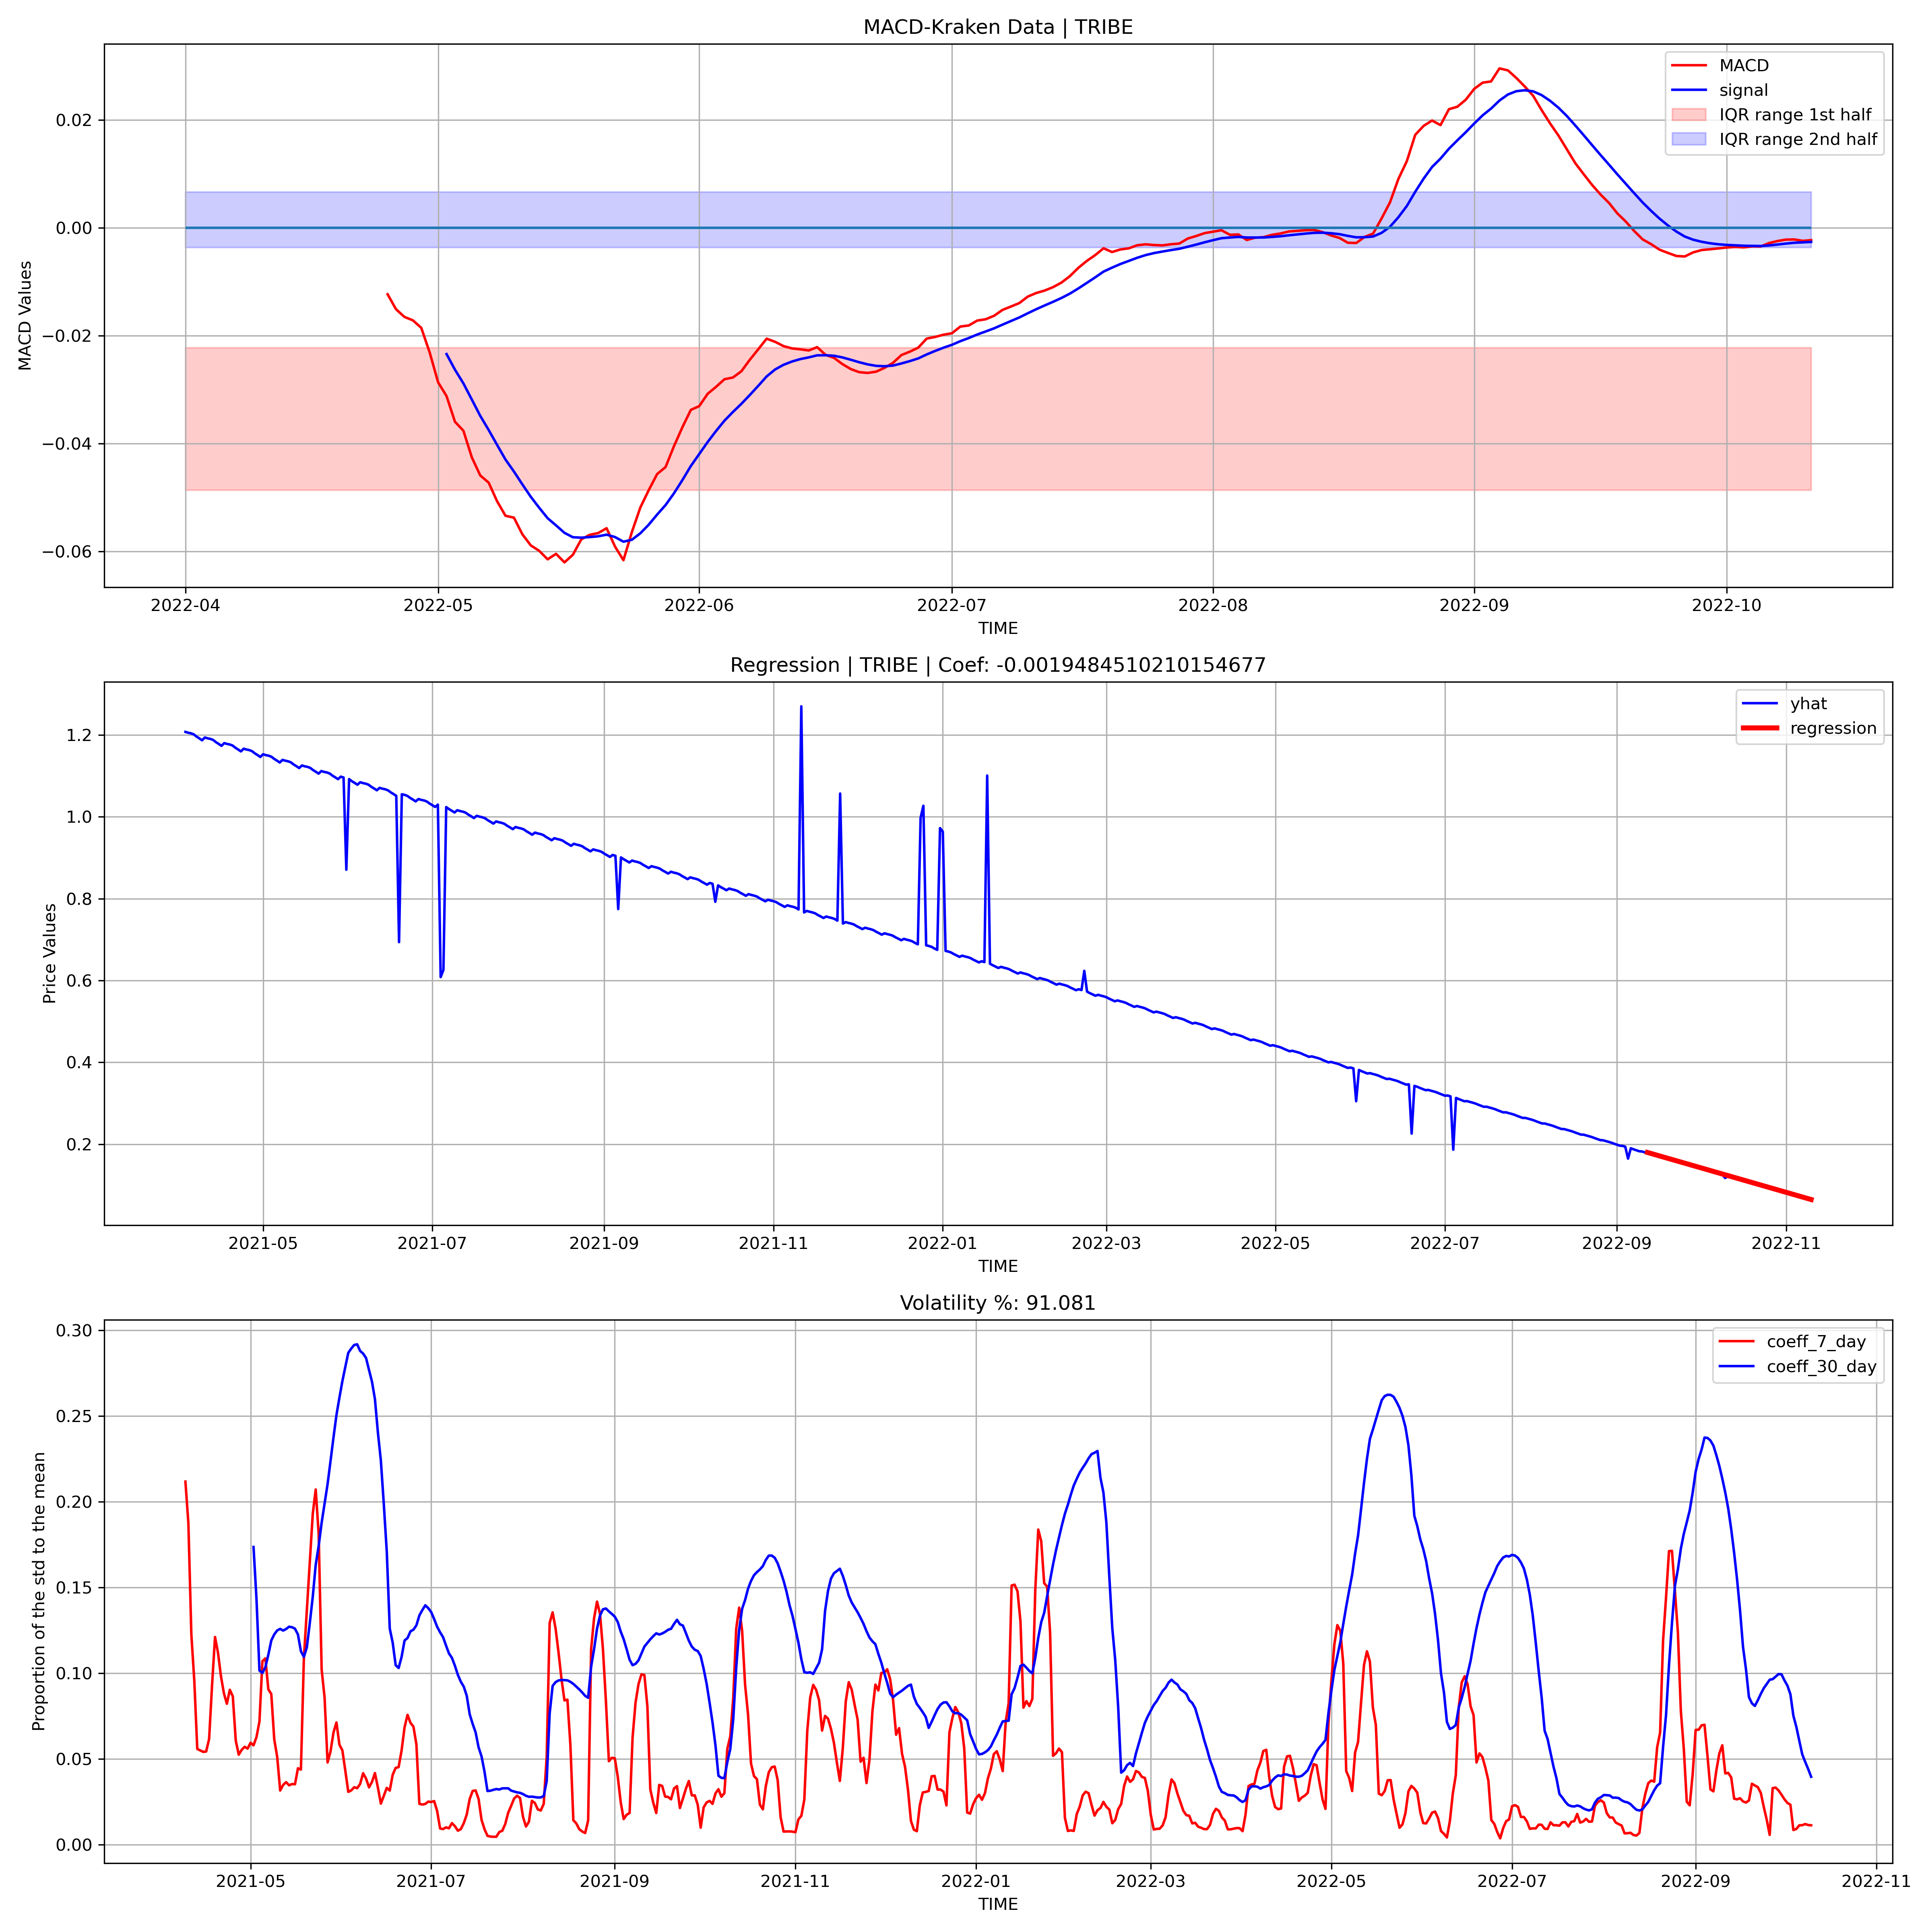 MACD-Kraken Data | TRIBE
MACD
signal
IQR range 1st half
IQR range 2nd half
MACD Values
0.02
0.00
−0.02
−0.04
−0.06
2022-04 2022-05 2022-06 2022-07 2022-08 2022-09 2022-10
TIME
Regression | TRIBE | Coef: -0.0019484510210154677
yhat
regression
Price Values
1.2
1.0
0.8
0.6
0.4
0.2
2021-05 2021-07 2021-09 2021-11 2022-01 2022-03 2022-05 2022-07 2022-09 2022-11
TIME
Volatility %: 91.081
coeff_7_day
coeff_30_day
Proportion of the std to the mean
0.30
0.25
0.20
0.15
0.10
0.05
0.00
2021-05 2021-07 2021-09 2021-11 2022-01 2022-03 2022-05 2022-07 2022-09 2022-11
TIME